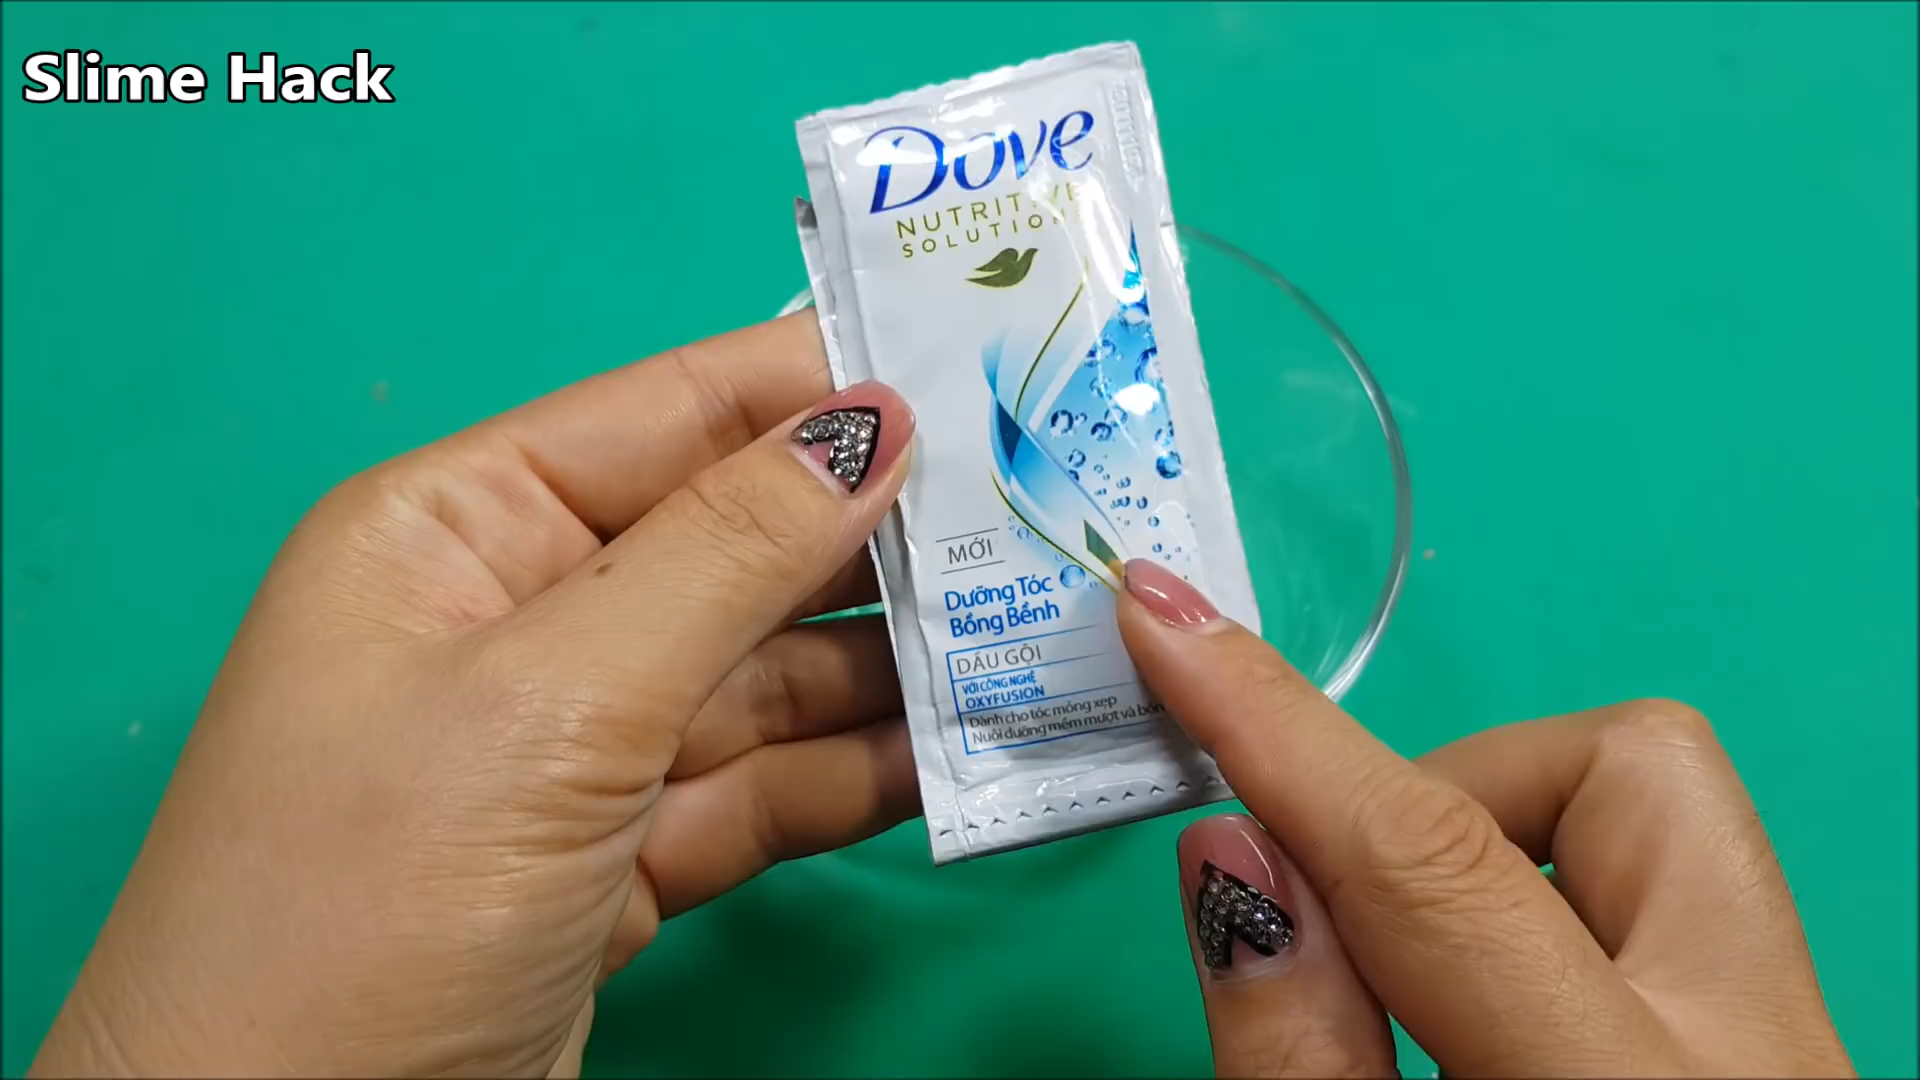 Slime Hack
Dove
NUTRITIVE
SOLUTIONS
MỚI
Dưỡng Tóc
Bồng Bềnh
DẦU GỘI
VỚI CÔNG NGHỆ
OXYFUSION
Dành cho tóc mỏng xẹp
Nuôi dưỡng mềm mượt và